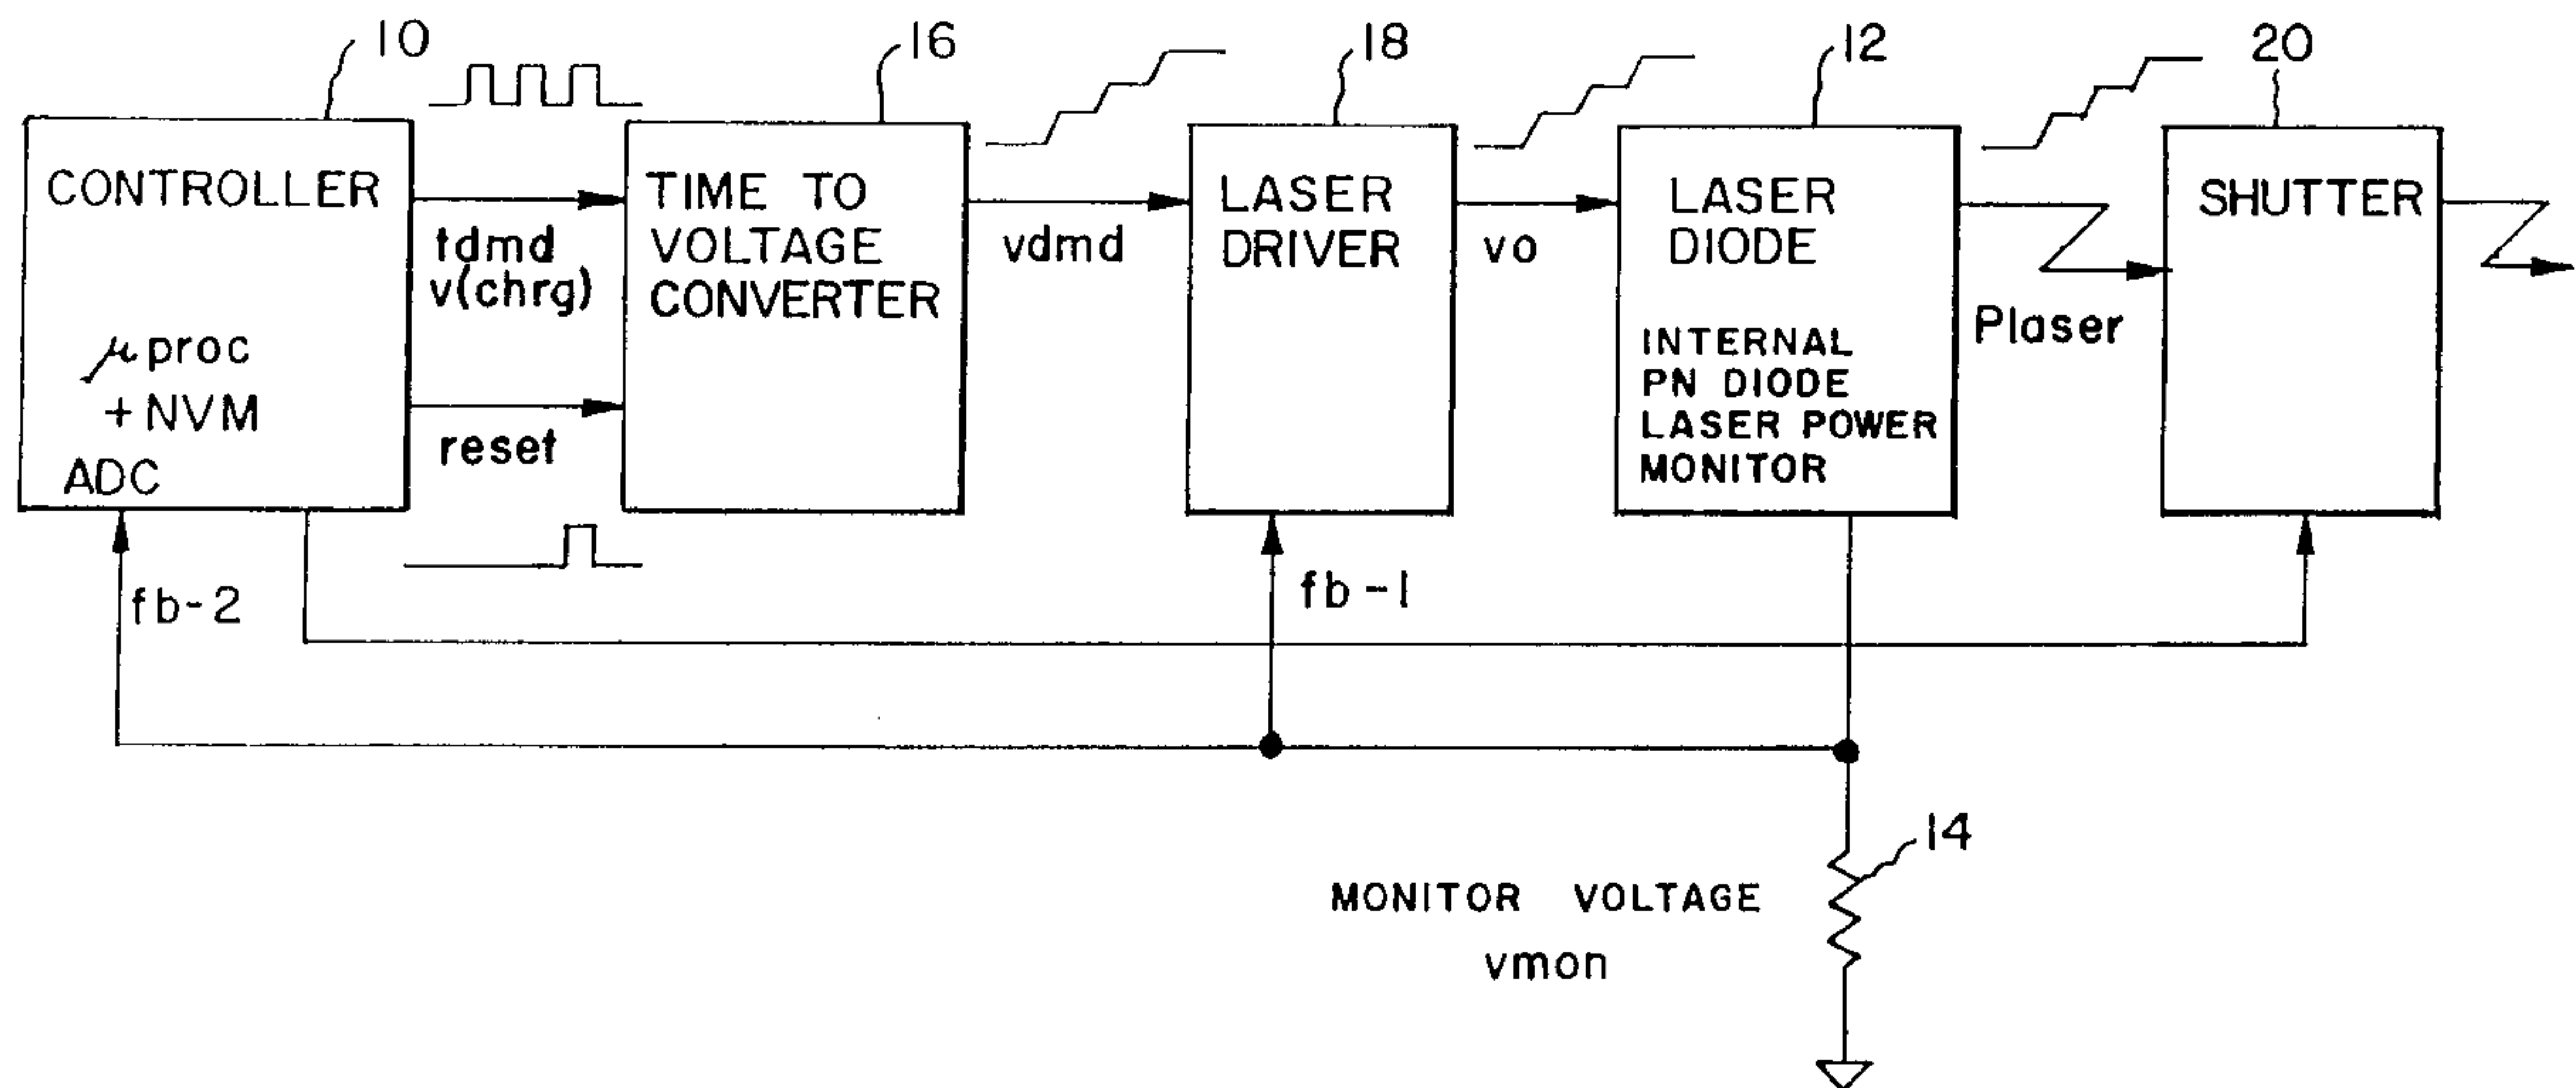 10
16
18
12
20
CONTROLLER
μproc
+NVM
ADC
tdmd
v(chrg)
reset
TIME TO
VOLTAGE
CONVERTER
vdmd
LASER
DRIVER
vo
LASER
DIODE
INTERNAL
PN DIODE
LASER POWER
MONITOR
Plaser
SHUTTER
fb-2
fb-1
14
MONITOR VOLTAGE
vmon